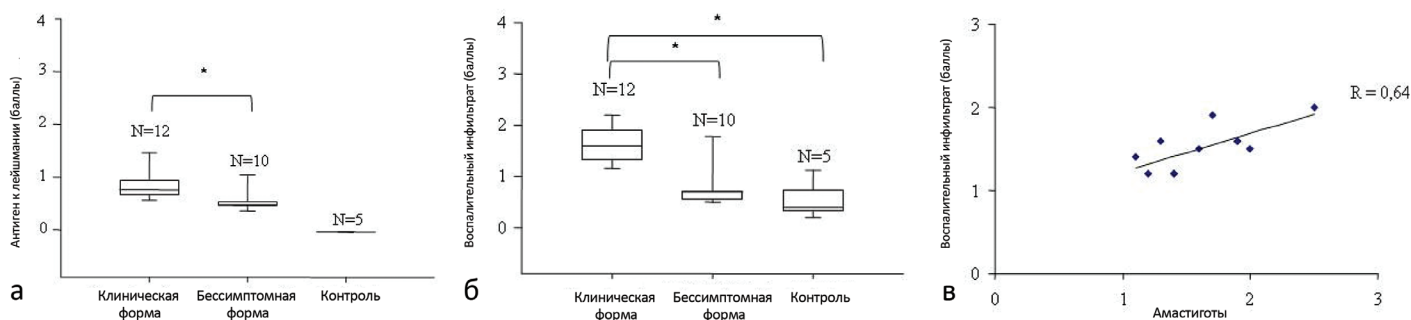 Антиген к лейшмании (баллы)
4
3
2
1
0
*
N=12
N=10
N=5
а
Клиническая
форма
Бессимптомная
форма
Контроль
Воспалительный инфильтрат (баллы)
4
3
2
1
0
*
*
N=12
N=10
N=5
б
Клиническая
форма
Бессимптомная
форма
Контроль
Воспалительный инфильтрат (баллы)
3
2
1
0
R = 0,64
в
0
1
2
3
Амастиготы